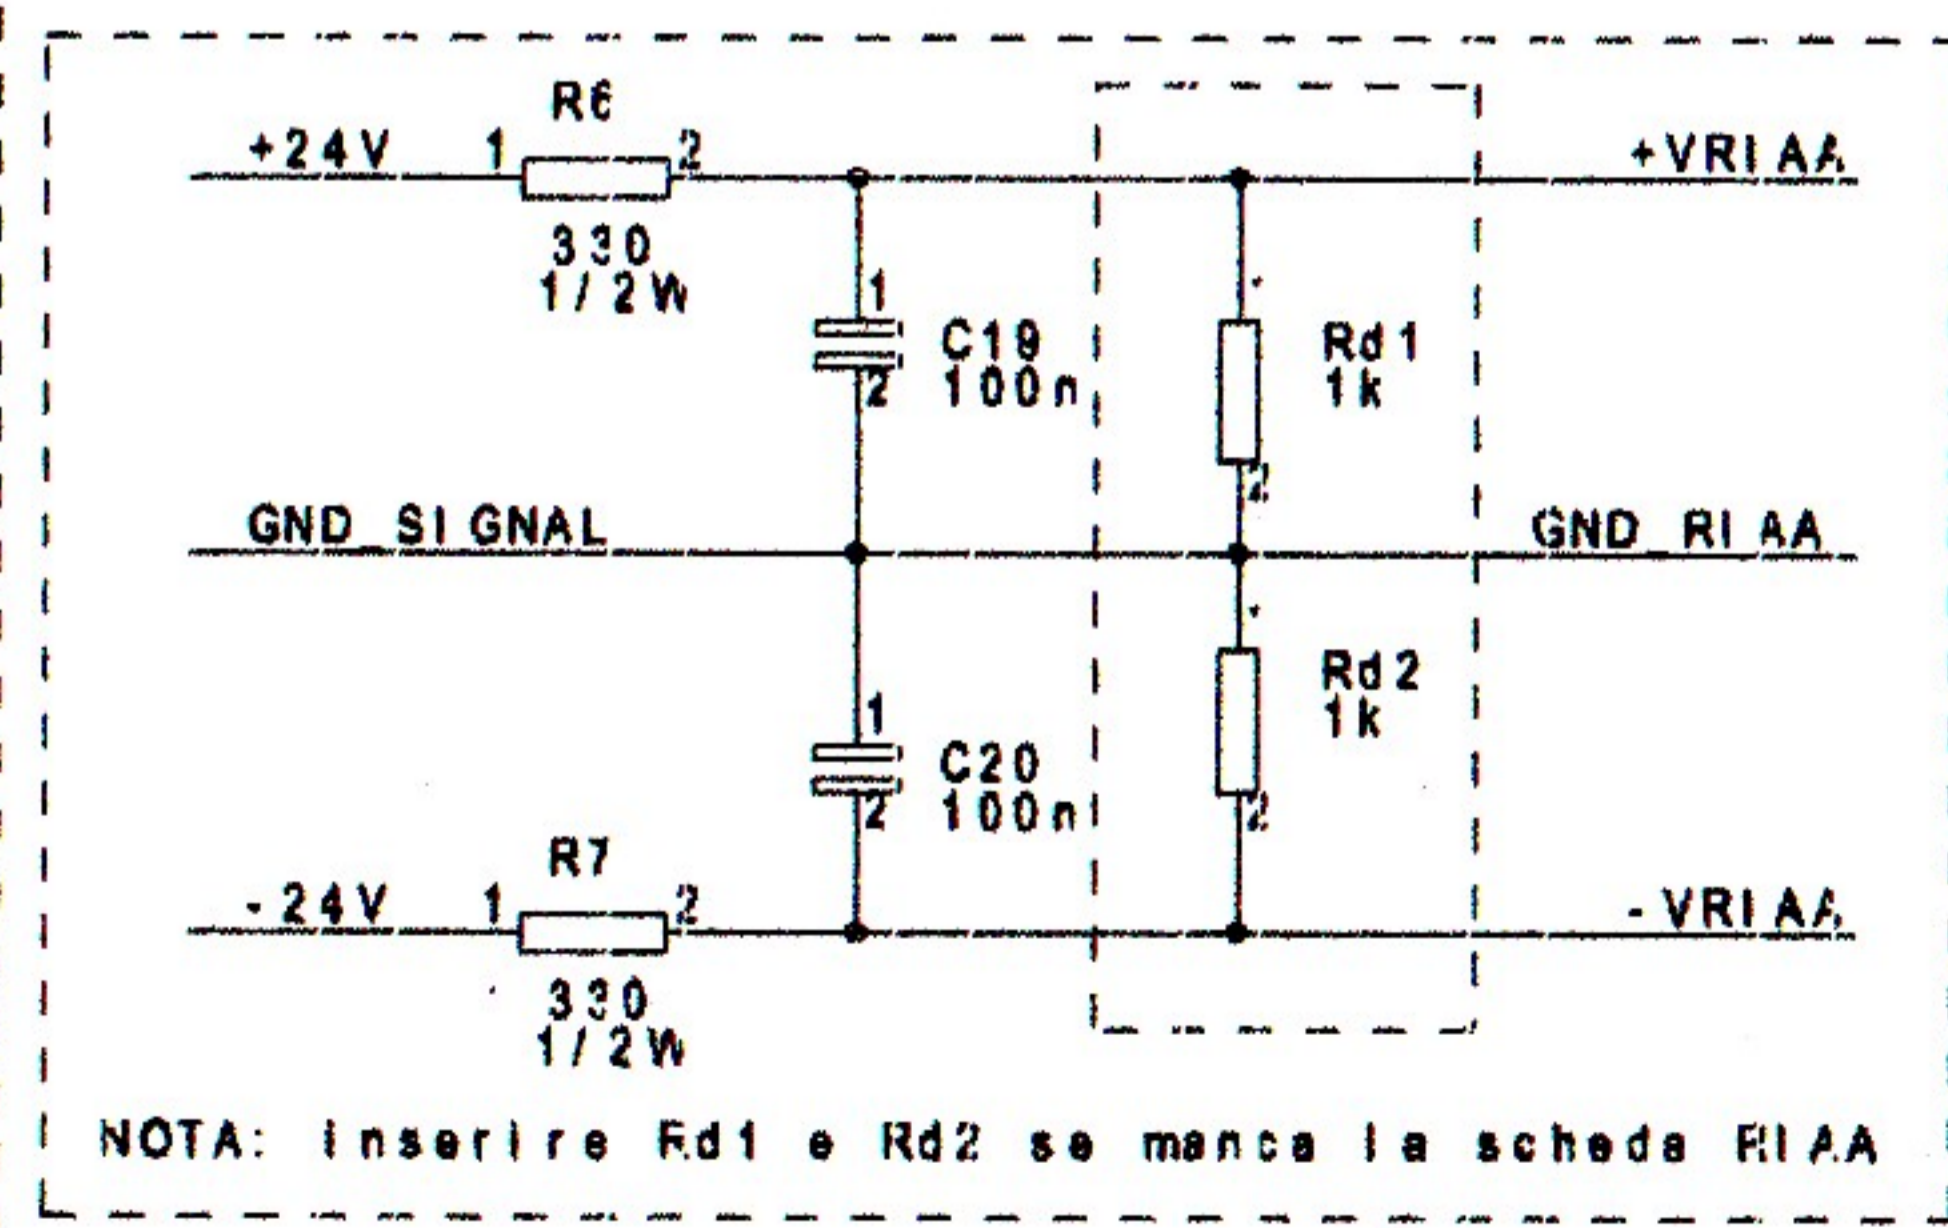 R6
+24V 1 2 +VRIAA
330
1/2W
1
C19
Rd1
100n
1k
2
2
GND_SIGNAL GND_RIAA
Rd2
1
1k
C20
100n
2
2
R7
-24V 1 2 -VRIAA
330
1/2W
NOTA: Inserire Rd1 e Rd2 se manca la scheda RIAA